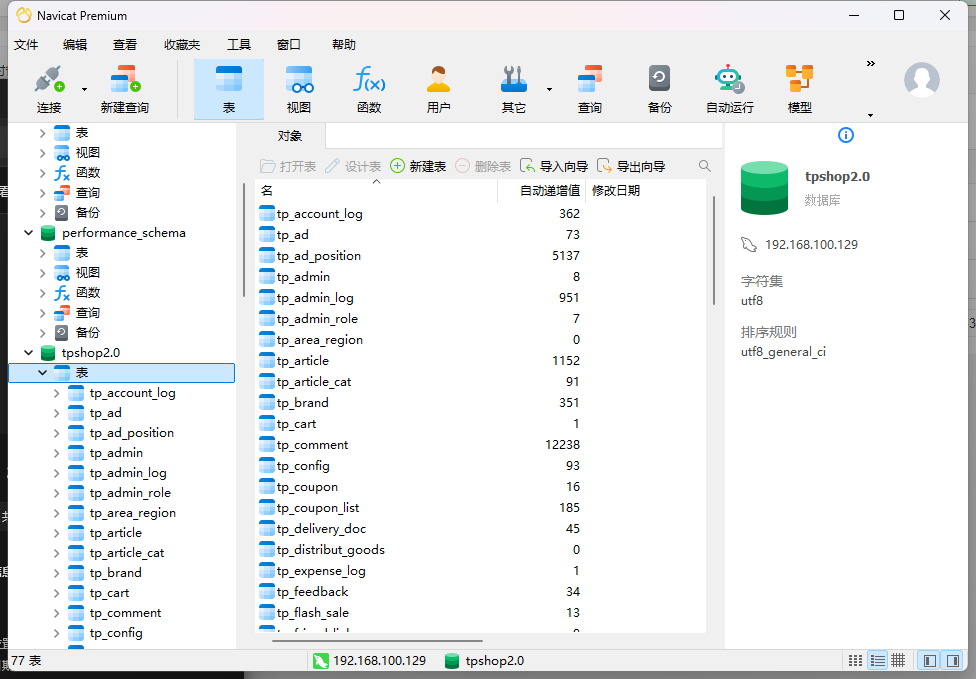 Navicat Premium
文件 编辑 查看 收藏夹 工具 窗口 帮助
连接 新建查询 表 视图 函数 用户 其它 查询 备份 自动运行 模型
表
视图
函数
查询
备份
performance_schema
表
视图
函数
查询
备份
tpshop2.0
表
tp_account_log
tp_ad
tp_ad_position
tp_admin
tp_admin_log
tp_admin_role
tp_area_region
tp_article
tp_article_cat
tp_brand
tp_cart
tp_comment
tp_config
对象
打开表 设计表 新建表 删除表 导入向导 导出向导
名 自动递增值 修改日期
tp_account_log 362
tp_ad 73
tp_ad_position 5137
tp_admin 8
tp_admin_log 951
tp_admin_role 7
tp_area_region 0
tp_article 1152
tp_article_cat 91
tp_brand 351
tp_cart 1
tp_comment 12238
tp_config 93
tp_coupon 16
tp_coupon_list 185
tp_delivery_doc 45
tp_distribut_goods 0
tp_expense_log 1
tp_feedback 34
tp_flash_sale 13
tpshop2.0
数据库
192.168.100.129
字符集
utf8
排序规则
utf8_general_ci
77 表 192.168.100.129 tpshop2.0